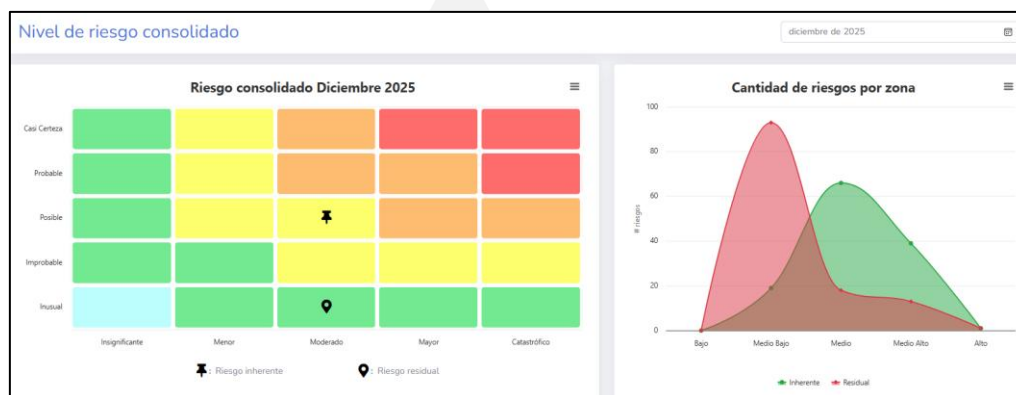 Nivel de riesgo consolidado
diciembre de 2025
Riesgo consolidado Diciembre 2025
Casi Certeza
Probable
Posible
Improbable
Inusual
Insignificante Menor Moderado Mayor Catastrófico
: Riesgo inherente : Riesgo residual
Cantidad de riesgos por zona
100
80
60
40
20
0
# riesgos
Bajo Medio Bajo Medio Medio Alto Alto
Inherente Residual